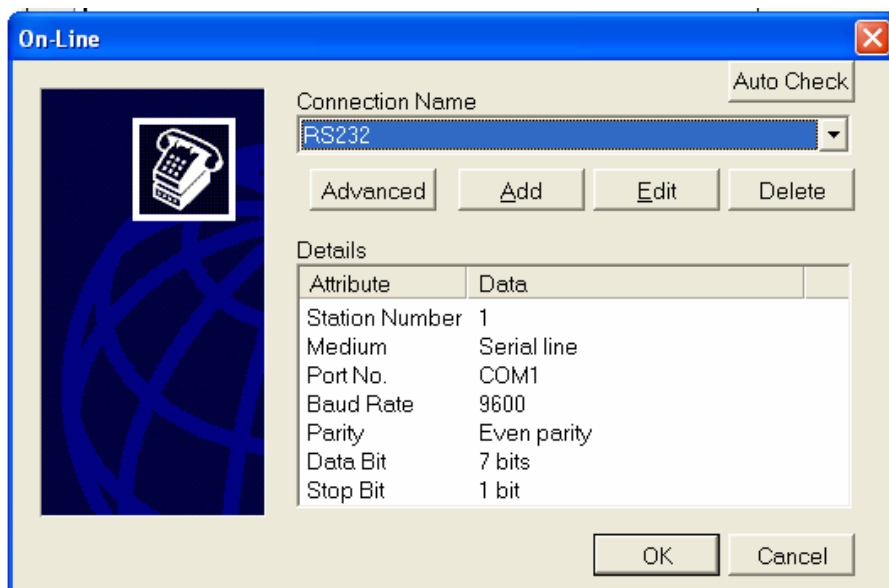 On-Line
Auto Check
Connection Name
RS232
Advanced Add Edit Delete
Details
Attribute Data
Station Number 1
Medium Serial line
Port No. COM1
Baud Rate 9600
Parity Even parity
Data Bit 7 bits
Stop Bit 1 bit
OK Cancel